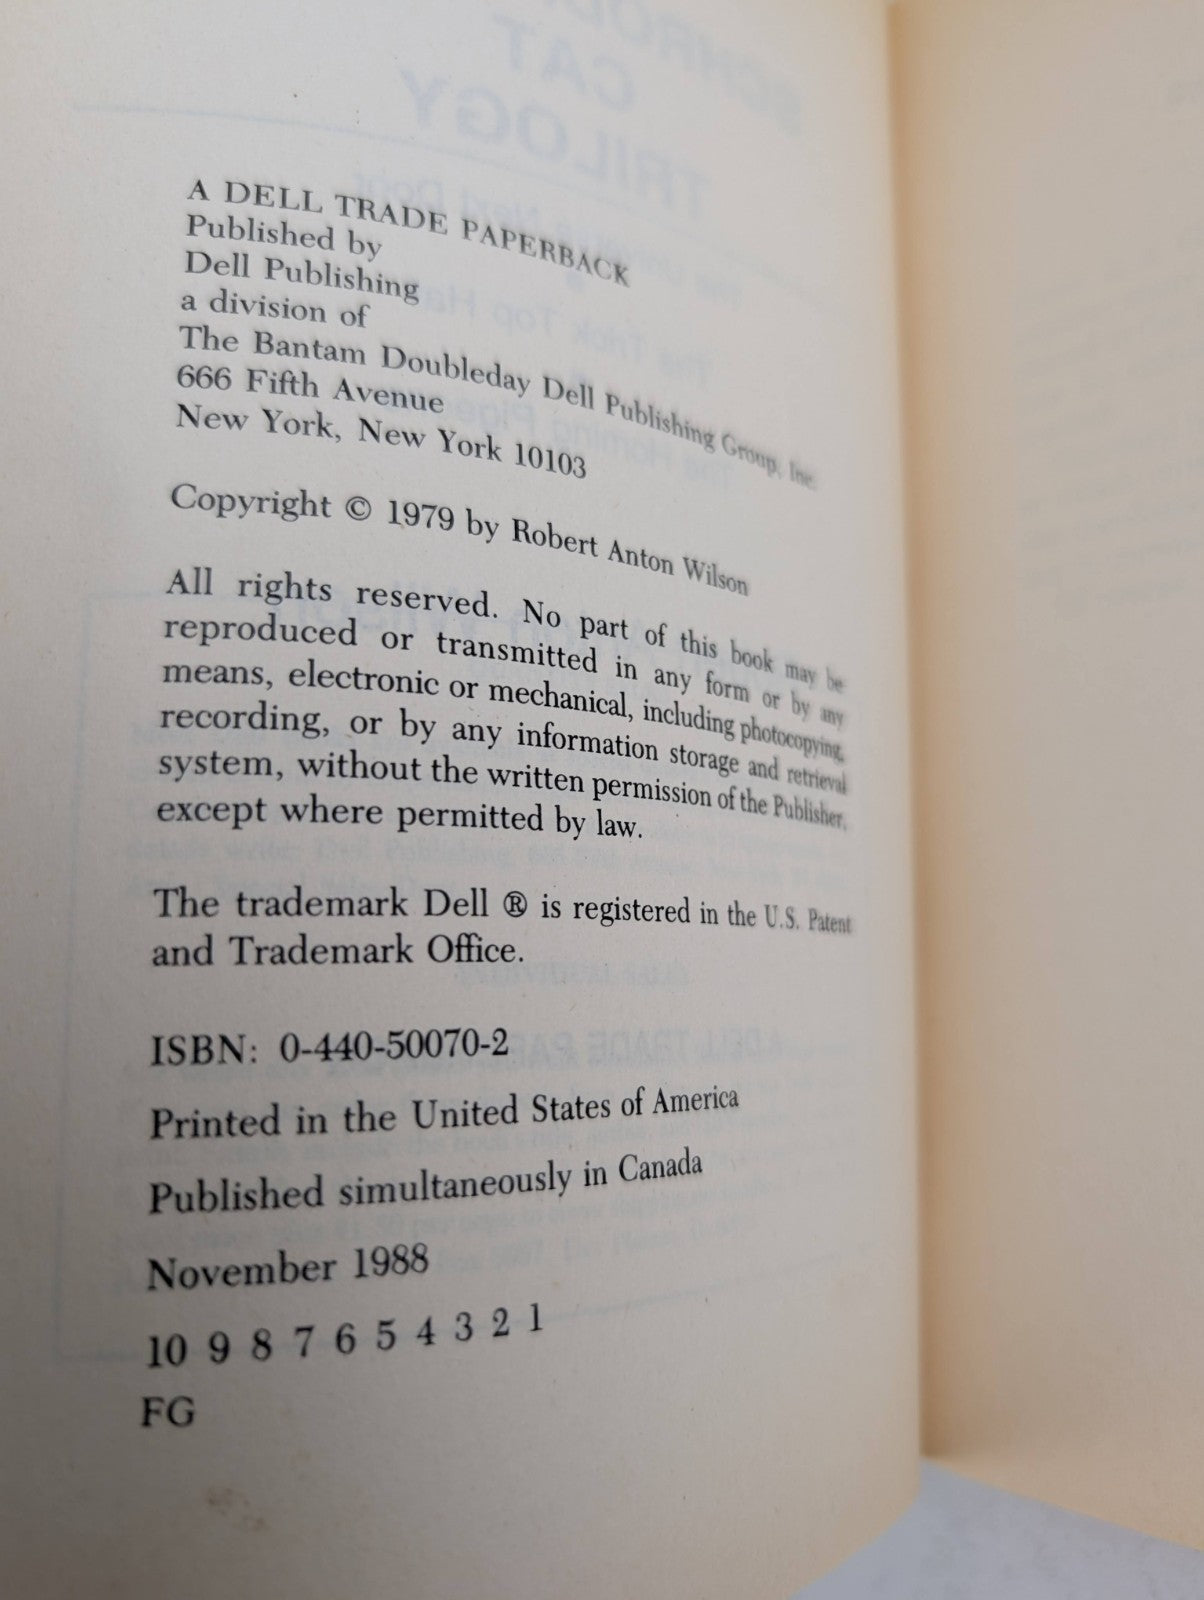 A DELL TRADE PAPERBACK
Published by
Dell Publishing
a division of
The Bantam Doubleday Dell Publishing Group, Inc.
666 Fifth Avenue
New York, New York 10103
Copyright © 1979 by Robert Anton Wilson
All rights reserved. No part of this book may be
reproduced or transmitted in any form or by any
means, electronic or mechanical, including photocopying,
recording, or by any information storage and retrieval
system, without the written permission of the Publisher,
except where permitted by law.
The trademark Dell ® is registered in the U.S. Patent
and Trademark Office.
ISBN: 0-440-50070-2
Printed in the United States of America
Published simultaneously in Canada
November 1988
10 9 8 7 6 5 4 3 2 1
FG